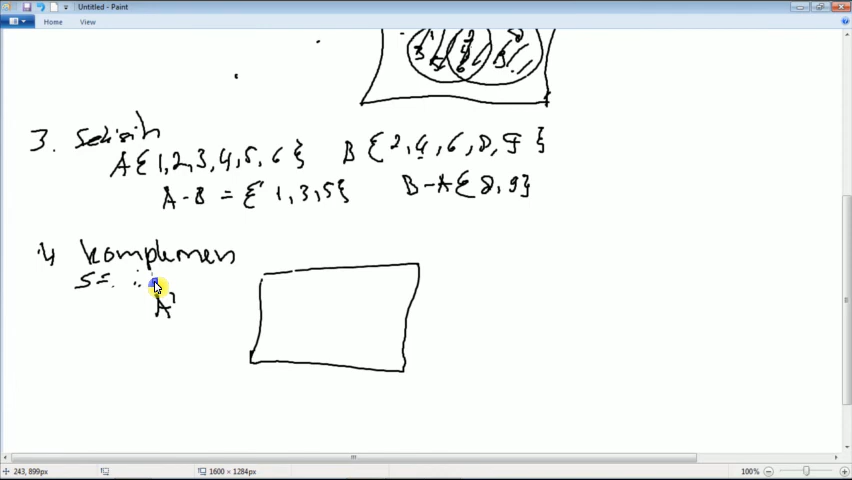 Untitled - Paint
Home View
3. Selisih
A {1,2,3,4,5,6} B {2,4,6,8,9}
A-B = {1,3,5} B-A {8,9}
4 komplemen
S=
A'
243, 899px 1600 × 1284px 100%